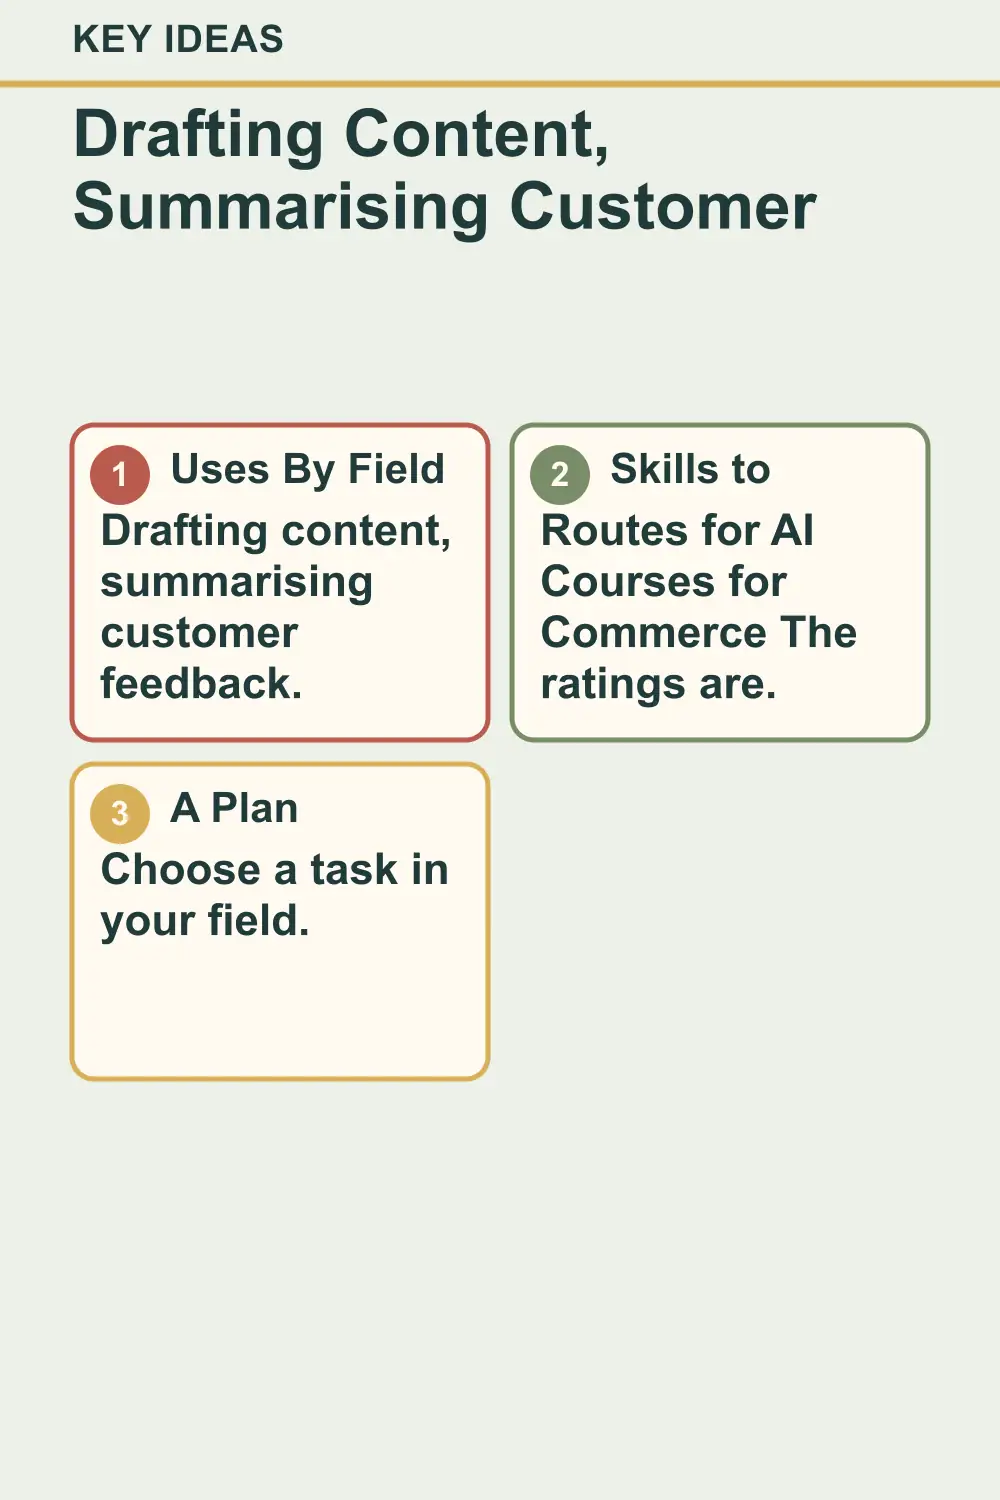 KEY IDEAS
Drafting Content,
Summarising Customer
1 Uses By Field
Drafting content,
summarising
customer
feedback.
2 Skills to
Routes for AI
Courses for
Commerce The
ratings are.
3 A Plan
Choose a task in
your field.